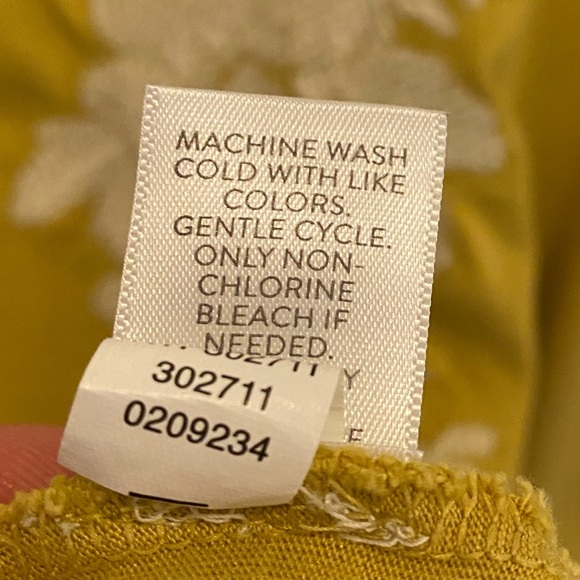 MACHINE WASH
COLD WITH LIKE
COLORS.
GENTLE CYCLE.
ONLY NON-
CHLORINE
BLEACH IF
NEEDED.
302711
0209234